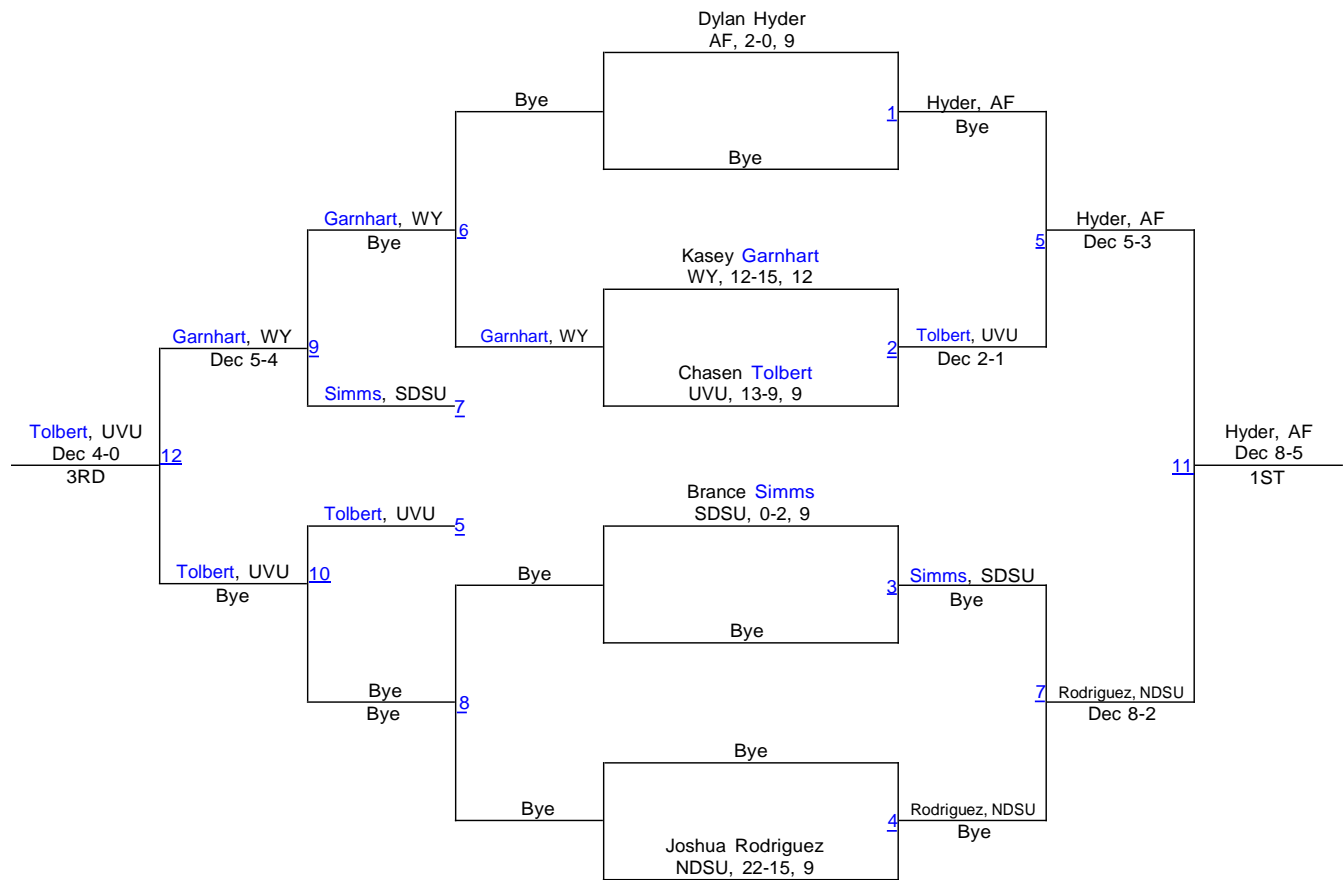 Dylan Hyder
AF, 2-0, 9
Bye
1
Hyder, AF
Bye
Bye
Garnhart, WY
Bye
6
Hyder, AF
Dec 5-3
5
Kasey Garnhart
WY, 12-15, 12
Garnhart, WY
Dec 5-4
9
Garnhart, WY
2
Tolbert, UVU
Dec 2-1
Chasen Tolbert
UVU, 13-9, 9
Simms, SDSU
7
Tolbert, UVU
Dec 4-0
3RD
12
Hyder, AF
Dec 8-5
1ST
11
Brance Simms
SDSU, 0-2, 9
Tolbert, UVU
5
Tolbert, UVU
Bye
10
Bye
3
Simms, SDSU
Bye
Bye
Bye
Bye
8
7
Rodriguez, NDSU
Dec 8-2
Bye
Bye
4
Rodriguez, NDSU
Bye
Joshua Rodriguez
NDSU, 22-15, 9